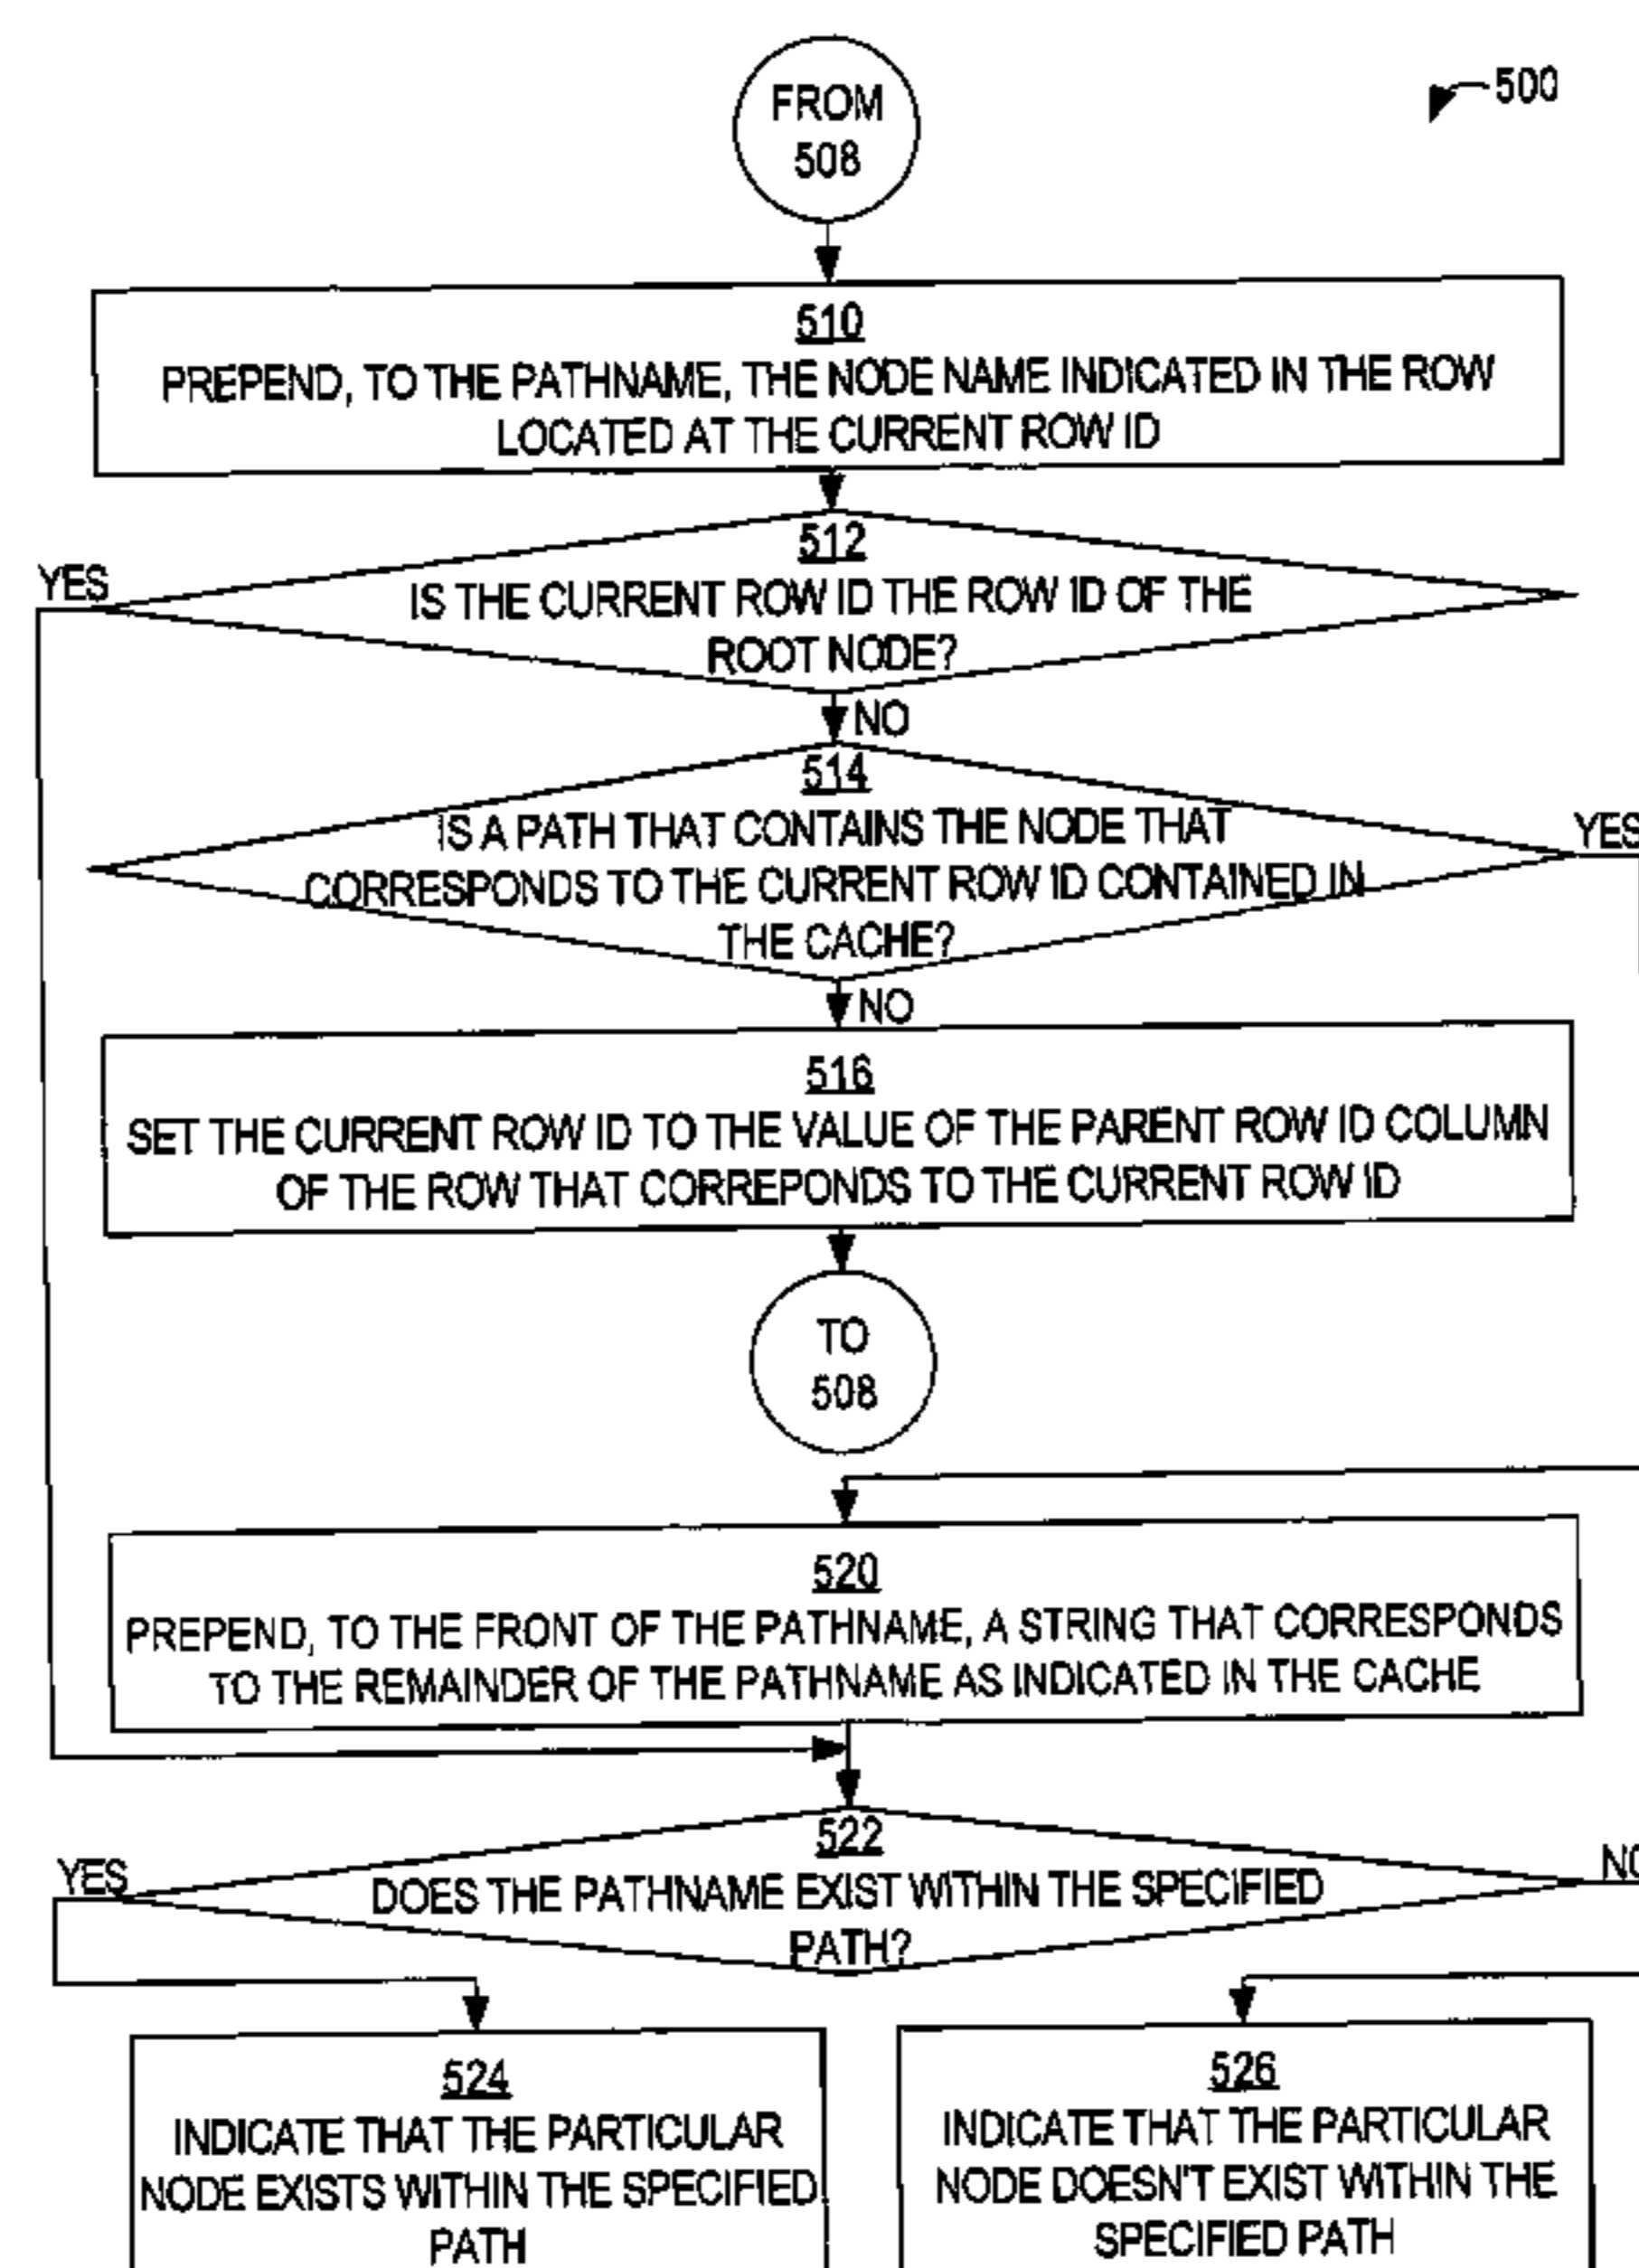 FROM
508
500
510
PREPEND, TO THE PATHNAME, THE NODE NAME INDICATED IN THE ROW
LOCATED AT THE CURRENT ROW ID
512
IS THE CURRENT ROW ID THE ROW ID OF THE
ROOT NODE?
YES
NO
514
IS A PATH THAT CONTAINS THE NODE THAT
CORRESPONDS TO THE CURRENT ROW ID CONTAINED IN
THE CACHE?
YES
NO
516
SET THE CURRENT ROW ID TO THE VALUE OF THE PARENT ROW ID COLUMN
OF THE ROW THAT CORREPONDS TO THE CURRENT ROW ID
TO
508
520
PREPEND, TO THE FRONT OF THE PATHNAME, A STRING THAT CORRESPONDS
TO THE REMAINDER OF THE PATHNAME AS INDICATED IN THE CACHE
522
DOES THE PATHNAME EXIST WITHIN THE SPECIFIED
PATH?
YES
NO
524
INDICATE THAT THE PARTICULAR
NODE EXISTS WITHIN THE SPECIFIED
PATH
526
INDICATE THAT THE PARTICULAR
NODE DOESN'T EXIST WITHIN THE
SPECIFIED PATH